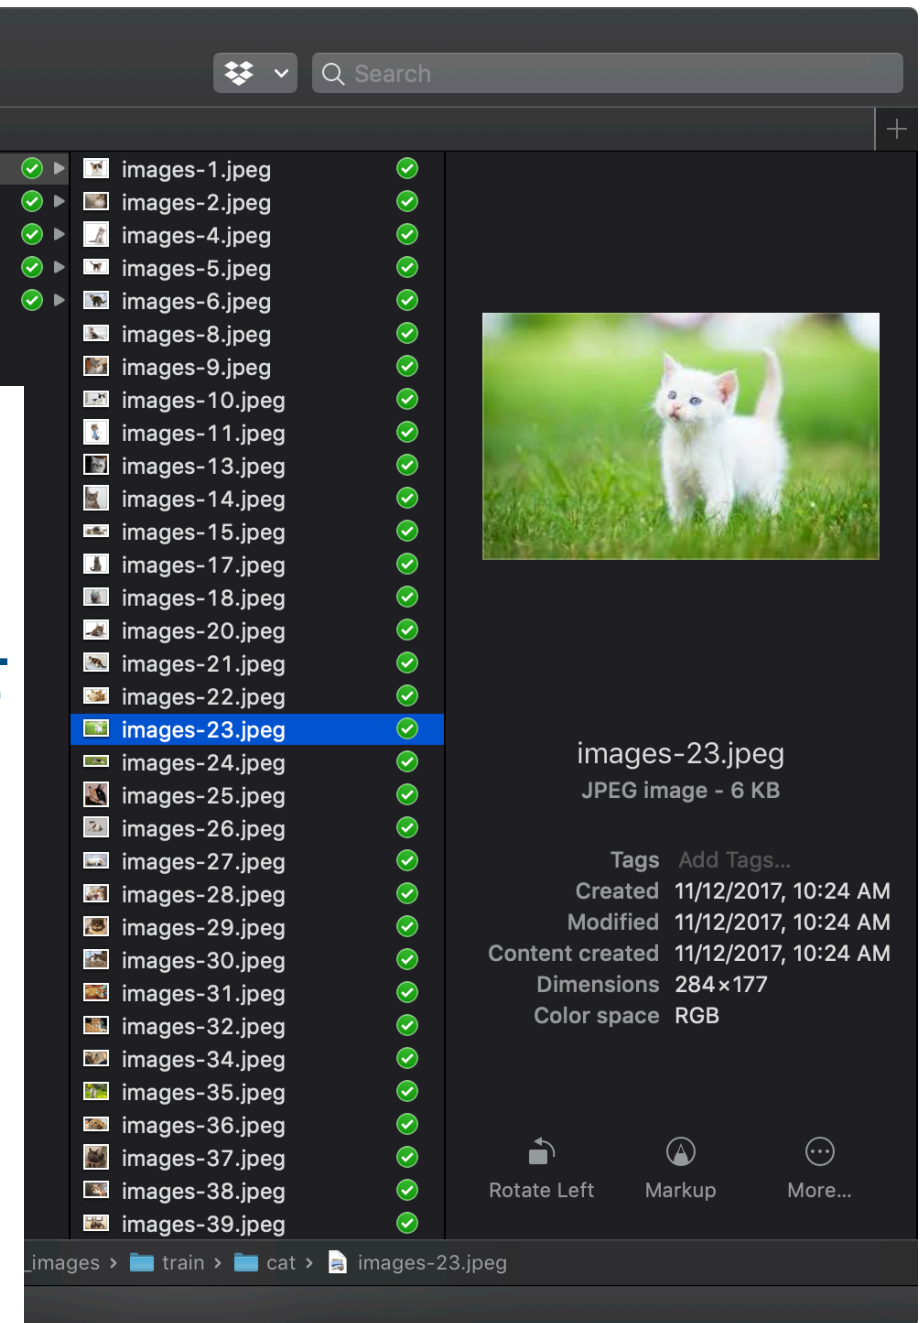 Search
images-1.jpeg
images-2.jpeg
images-4.jpeg
images-5.jpeg
images-6.jpeg
images-8.jpeg
images-9.jpeg
images-10.jpeg
images-11.jpeg
images-13.jpeg
images-14.jpeg
images-15.jpeg
images-17.jpeg
images-18.jpeg
images-20.jpeg
images-21.jpeg
images-22.jpeg
images-23.jpeg
images-24.jpeg
images-25.jpeg
images-26.jpeg
images-27.jpeg
images-28.jpeg
images-29.jpeg
images-30.jpeg
images-31.jpeg
images-32.jpeg
images-34.jpeg
images-35.jpeg
images-36.jpeg
images-37.jpeg
images-38.jpeg
images-39.jpeg
images-23.jpeg
JPEG image - 6 KB
Tags Add Tags...
Created 11/12/2017, 10:24 AM
Modified 11/12/2017, 10:24 AM
Content created 11/12/2017, 10:24 AM
Dimensions 284×177
Color space RGB
Rotate Left Markup More...
_images › train › cat › images-23.jpeg